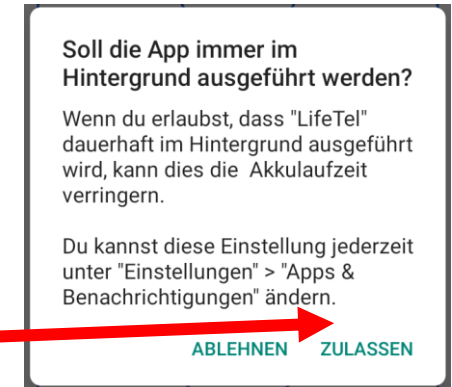 Soll die App immer im
Hintergrund ausgeführt werden?
Wenn du erlaubst, dass "LifeTel"
dauerhaft im Hintergrund ausgeführt
wird, kann dies die Akkulaufzeit
verringern.
Du kannst diese Einstellung jederzeit
unter "Einstellungen" > "Apps &
Benachrichtigungen" ändern.
ABLEHNEN ZULASSEN